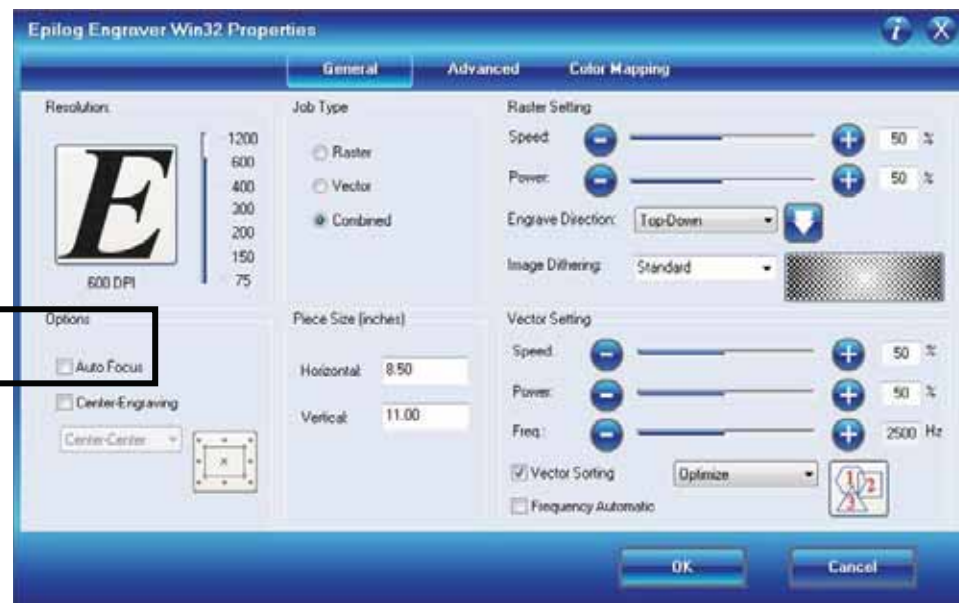 Epilog Engraver Win32 Properties
i X
General Advanced Color Mapping
Resolution:
E
1200
600
400
300
200
150
75
600 DPI
Job Type
Raster
Vector
Combined
Raster Setting
Speed: - + 50 %
Power: - + 50 %
Engrave Direction: Top-Down
Image Dithering: Standard
Options
Auto Focus
Center-Engraving
Center-Center
x
Piece Size (inches)
Horizontal: 8.50
Vertical: 11.00
Vector Setting
Speed: - + 50 %
Power: - + 50 %
Freq.: - + 2500 Hz
Vector Sorting Optimize
1 2
3
Frequency Automatic
OK Cancel